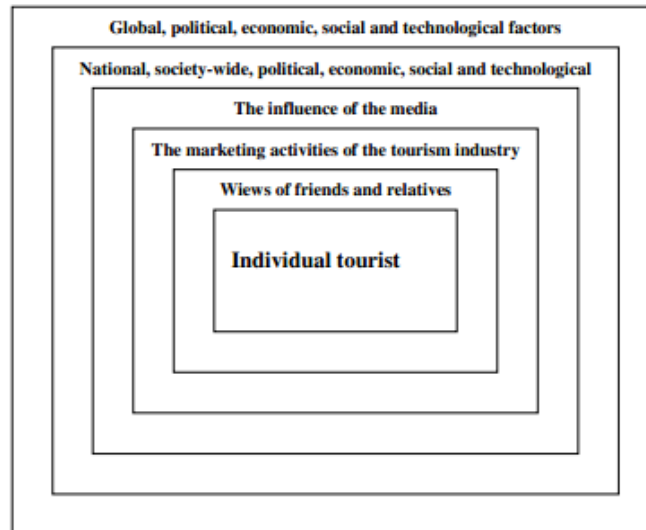 Global, political, economic, social and technological factors
National, society-wide, political, economic, social and technological
The influence of the media
The marketing activities of the tourism industry
Wiews of friends and relatives
Individual tourist